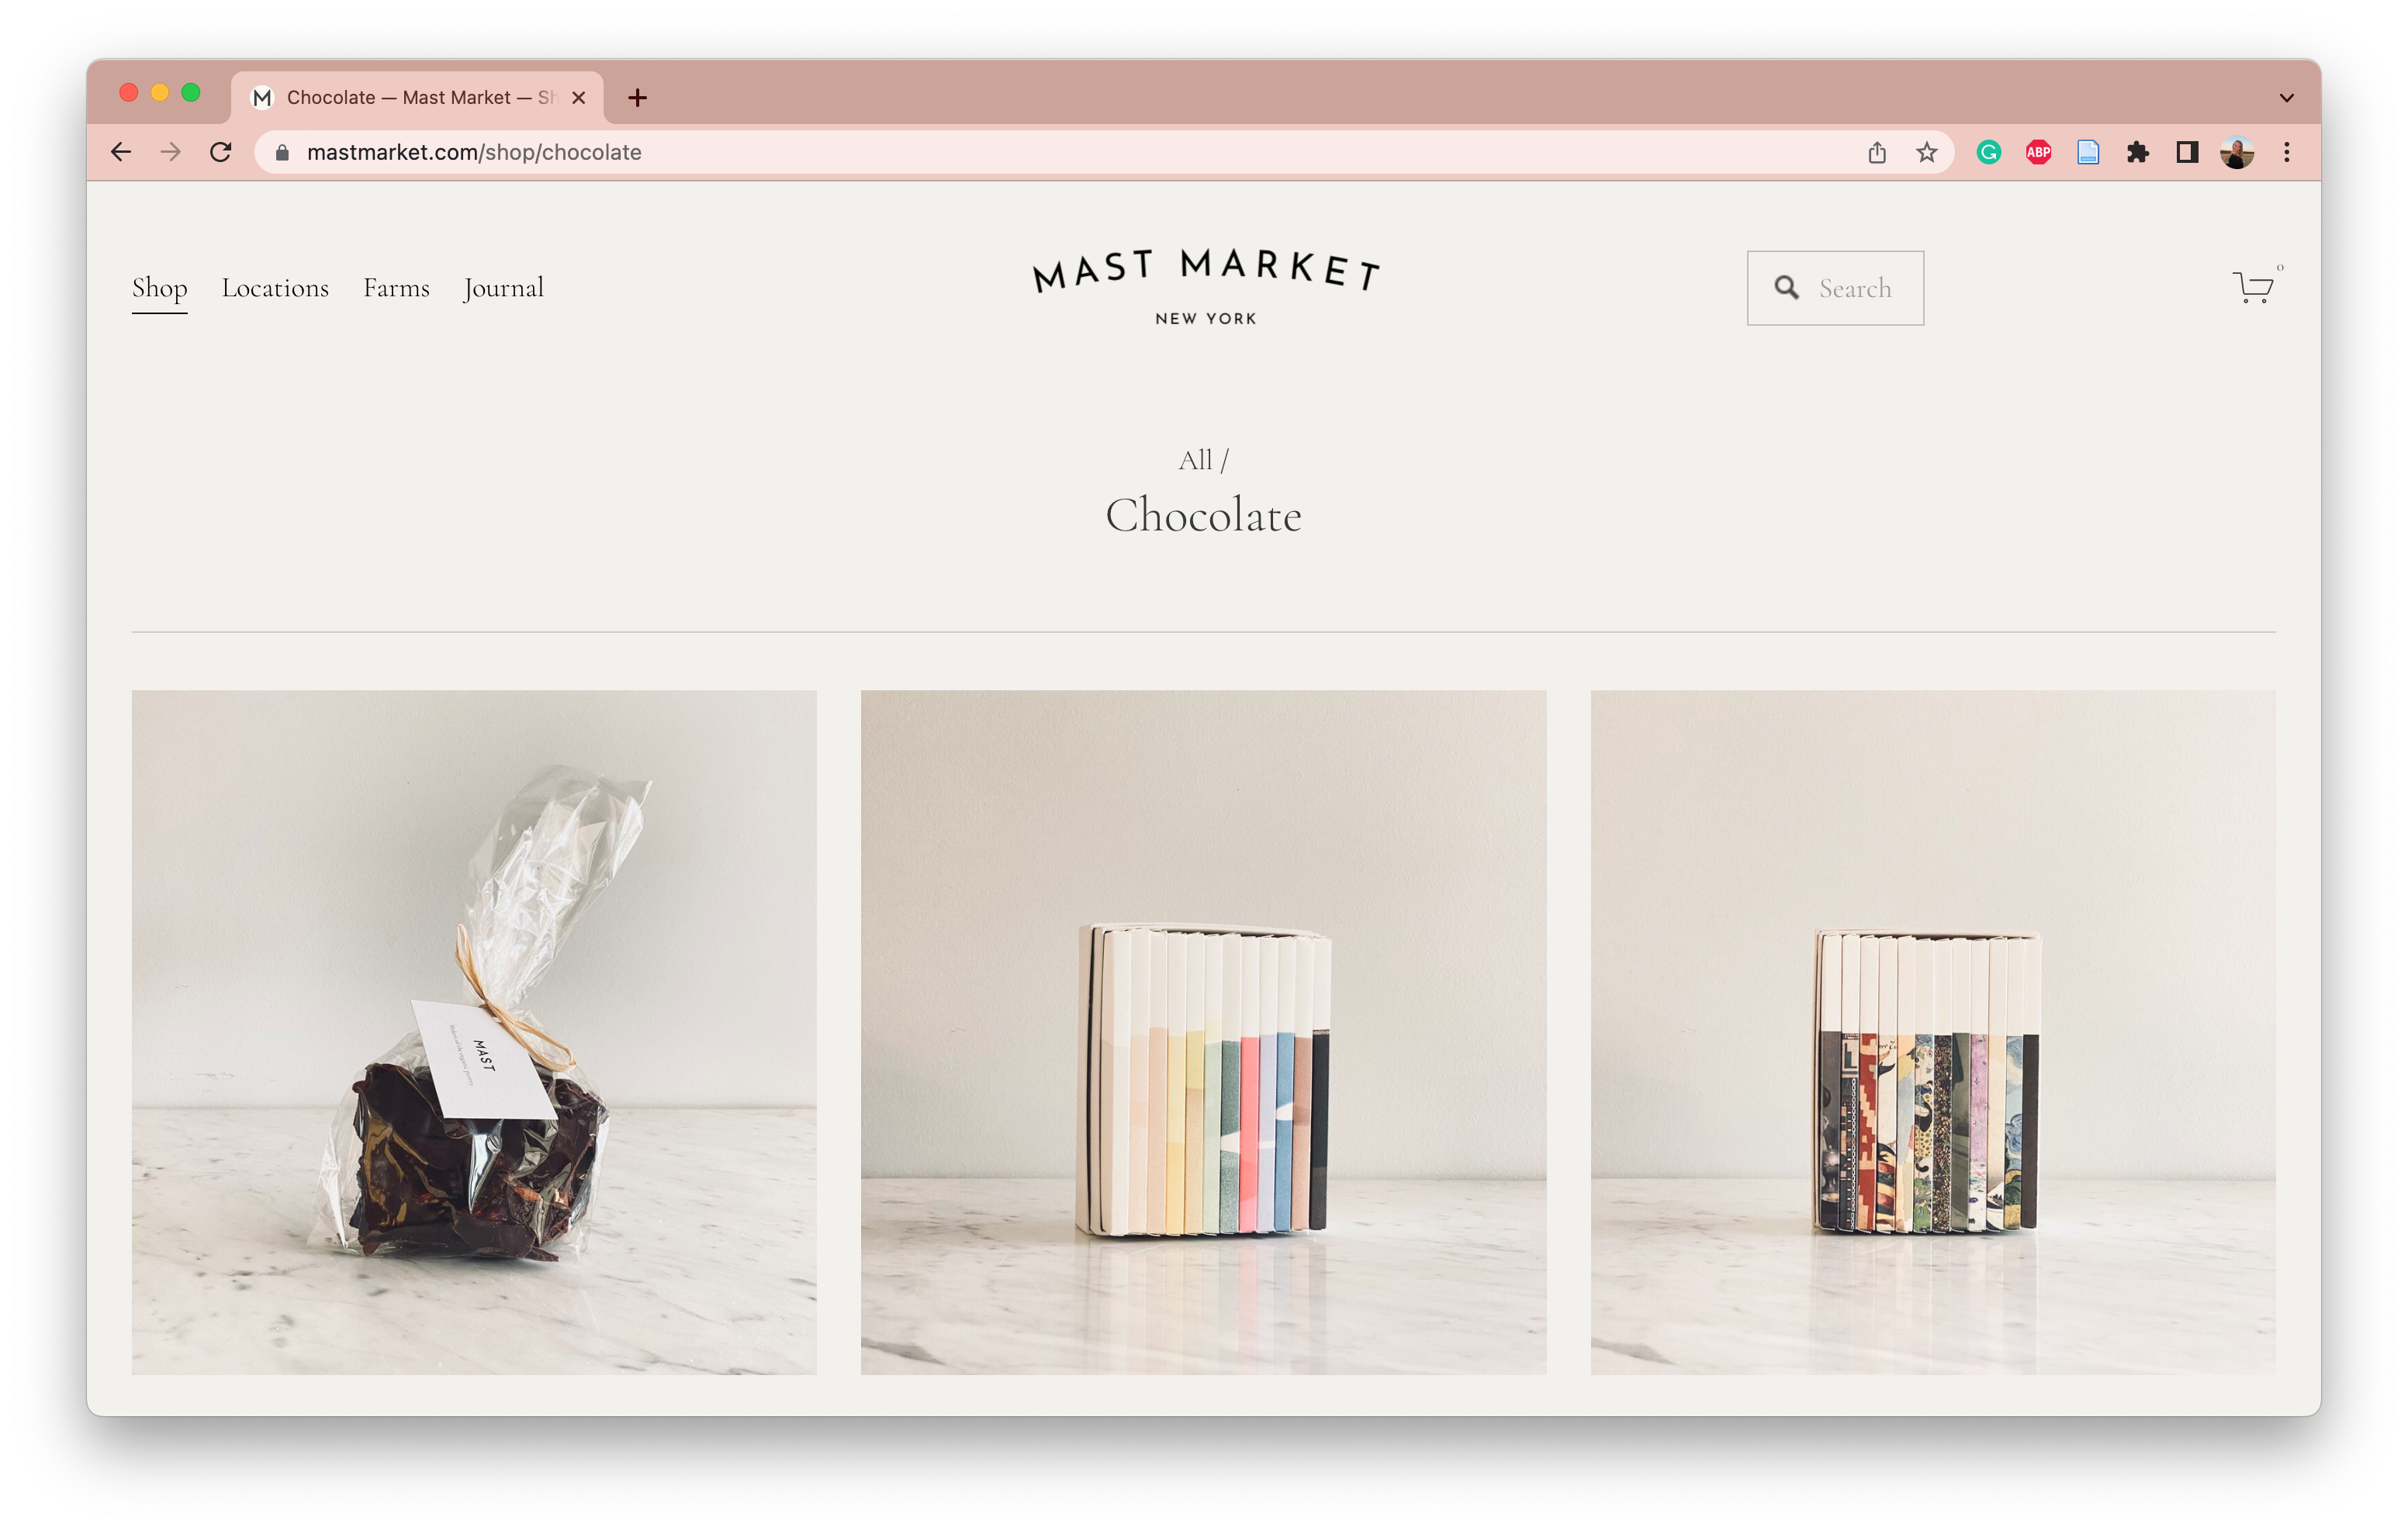 Chocolate — Mast Market — Sh
mastmarket.com/shop/chocolate
ABP
Shop Locations Farms Journal
MAST MARKET
NEW YORK
Search
0
All /
Chocolate
MAST